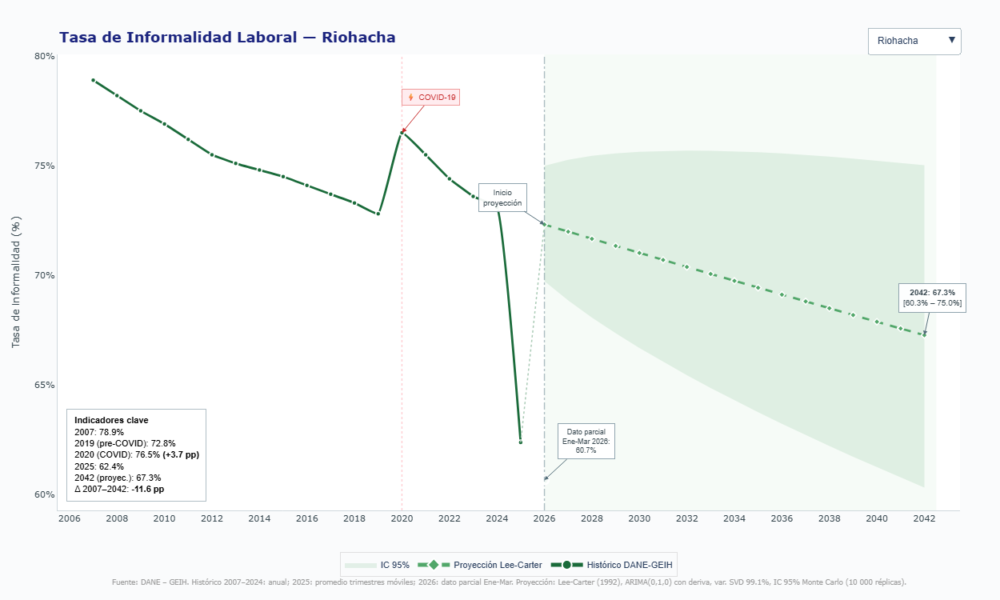 Tasa de Informalidad Laboral — Riohacha
Riohacha ▼
80%
75%
70%
65%
60%
Tasa de Informalidad (%)
COVID-19
Inicio
proyección
2042: 67.3%
[60.3% – 75.0%]
Dato parcial
Ene-Mar 2026:
60.7%
Indicadores clave
2007: 78.9%
2019 (pre-COVID): 72.8%
2020 (COVID): 76.5% (+3.7 pp)
2025: 62.4%
2042 (proyec.): 67.3%
Δ 2007–2042: -11.6 pp
2006 2008 2010 2012 2014 2016 2018 2020 2022 2024 2026 2028 2030 2032 2034 2036 2038 2040 2042
IC 95% Proyección Lee-Carter Histórico DANE-GEIH
Fuente: DANE – GEIH. Histórico 2007–2024: anual; 2025: promedio trimestres móviles; 2026: dato parcial Ene-Mar. Proyección: Lee-Carter (1992), ARIMA(0,1,0) con deriva, var. SVD 99.1%, IC 95% Monte Carlo (10 000 réplicas).